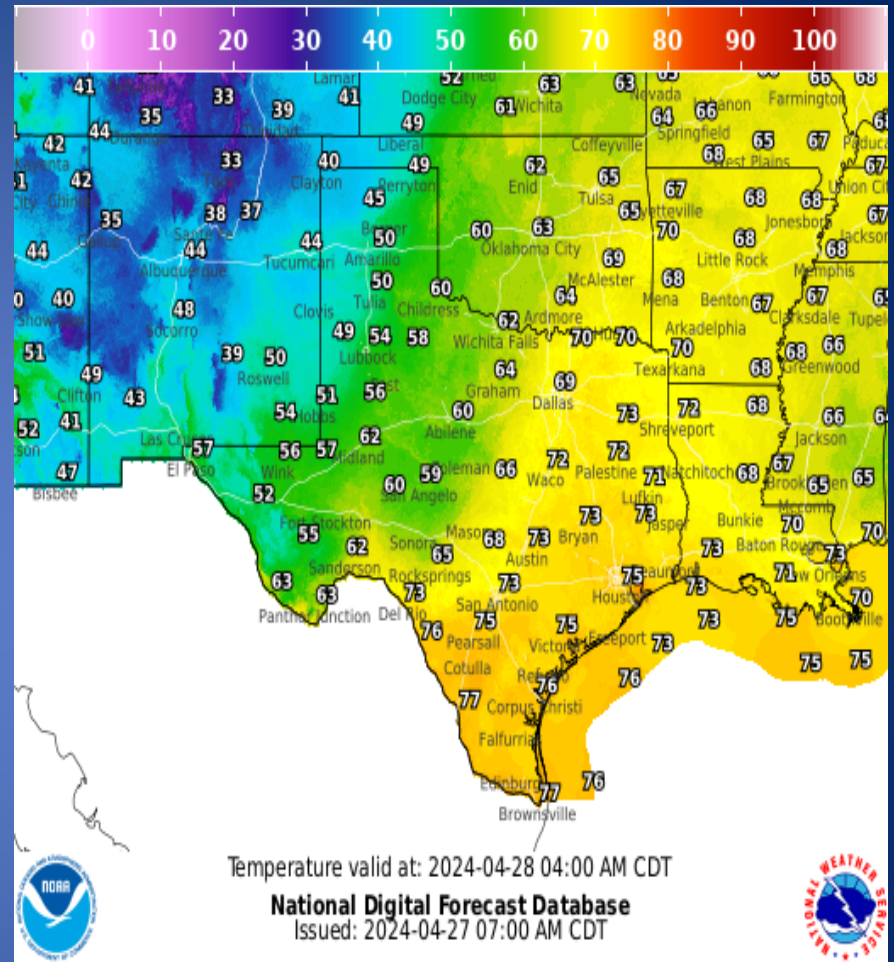 0 10 20 30 40 50 60 70 80 90 100
41 33 35 39 Lamar 41 52 Dodge City 61 63 Wichita 63 Nevada 64 66 66 Farmington 68
Durango Trinidad Lebanon
42 44 49 Liberal Coffeyville Springfield 65 67
Kayenta 33 40 49 62 68 West Plains 67
42 Clayton Perryton Enid 65 67 Union City
35 38 37 45 Tulsa 65 68 68 67
Gallup Santa Fe Jonesboro Jackson
44 44 44 50 60 63 70 68 68
Albuquerque Tucumcari Amarillo Oklahoma City 69 Little Rock Memphis
40 48 50 60 McAlester 68 67
Socorro Clovis Tulia Childress 64 Mena Benton 67 Clarksdale
Ardmore Arkadelphia
51 39 50 49 54 58 62 70 70 70 68 68 66
Roswell Lubbock Wichita Falls Texarkana Greenwood
49 43 51 56 64 69 68
Clifton Hobbs Graham Dallas
41 54 60 73 72 68 66
52 Las Cruces 62 Abilene Shreveport Jackson
47 57 56 57 59 66 72 72 71 68 67 65 65
Bisbee El Paso Wink Midland Coleman Waco Palestine Natchitoch Brookhaven
52 60 San Angelo Lufkin Mccomb
Fort Stockton 73 73 Jasper Bunkie 70 70
55 62 Sonora Mason 68 73 Bryan 73 Baton Rouge 73
Sanderson 65 Austin Beaumont 71 New Orleans
63 63 Rocksprings 73 73 75 73 70
Panther Junction Del Rio San Antonio Houston Boothville
76 75 75 Freeport 73 75
Pearsall Victoria 73
Cotulla 76 75 75
77 76 Refugio
Corpus Christi
Falfurrias
Edinburg 77 76
Brownsville
Temperature valid at: 2024-04-28 04:00 AM CDT
National Digital Forecast Database
Issued: 2024-04-27 07:00 AM CDT
NOAA
NATIONAL WEATHER SERVICE